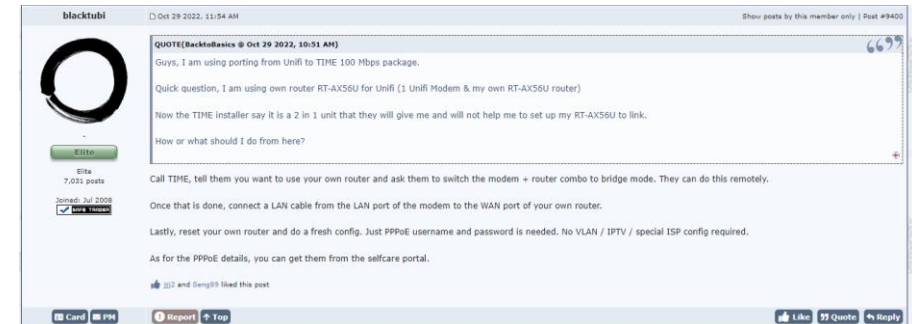 blacktubi
Oct 29 2022, 11:54 AM
Show posts by this member only | Post #9400
QUOTE(BacktoBasics @ Oct 29 2022, 10:51 AM)
Guys, I am using porting from Unifi to TIME 100 Mbps package.
Quick question, I am using own router RT-AX56U for Unifi (1 Unifi Modem & my own RT-AX56U router)
Now the TIME installer say it is a 2 in 1 unit that they will give me and will not help me to set up my RT-AX56U to link.
How or what should I do from here?
-
Elite
Elite
7,031 posts
Joined: Jul 2008
SAFE TRADER
Call TIME, tell them you want to use your own router and ask them to switch the modem + router combo to bridge mode. They can do this remotely.
Once that is done, connect a LAN cable from the LAN port of the modem to the WAN port of your own router.
Lastly, reset your own router and do a fresh config. Just PPPoE username and password is needed. No VLAN / IPTV / special ISP config required.
As for the PPPoE details, you can get them from the selfcare portal.
and liked this post
Card PM
Report Top
Like Quote Reply